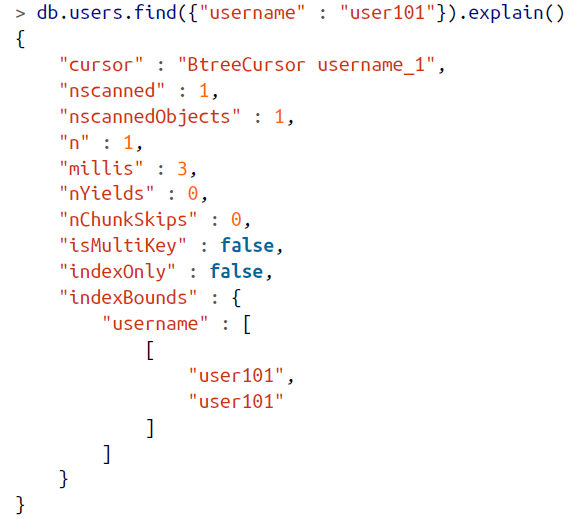 > db.users.find({"username" : "user101"}).explain()
{
    "cursor" : "BtreeCursor username_1",
    "nscanned" : 1,
    "nscannedObjects" : 1,
    "n" : 1,
    "millis" : 3,
    "nYields" : 0,
    "nChunkSkips" : 0,
    "isMultiKey" : false,
    "indexOnly" : false,
    "indexBounds" : {
        "username" : [
            [
                "user101",
                "user101"
            ]
        ]
    }
}